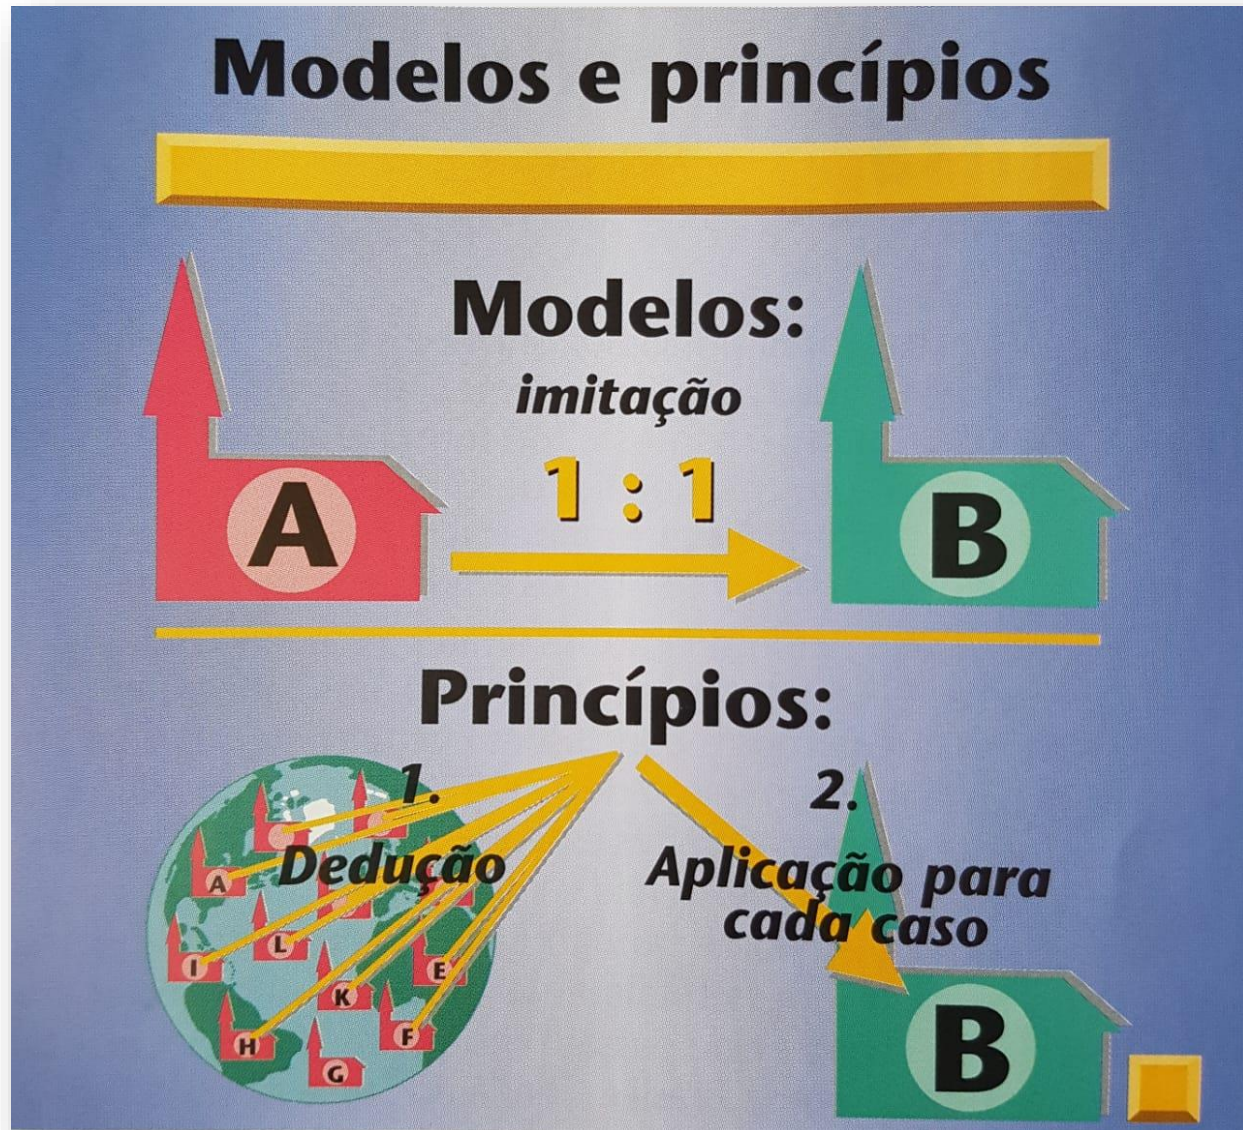 Modelos e princípios
Modelos:
imitação
1 : 1
A
B
Princípios:
1.
Dedução
2.
Aplicação para
cada caso
A
I
L
K
E
H
F
G
B